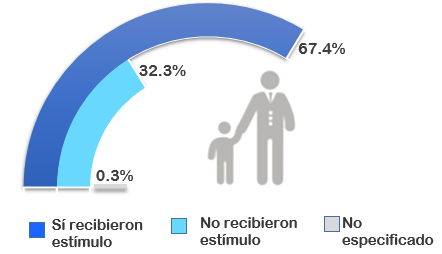 67.4%
32.3%
0.3%
Sí recibieron
estímulo
No recibieron
estímulo
No
especificado